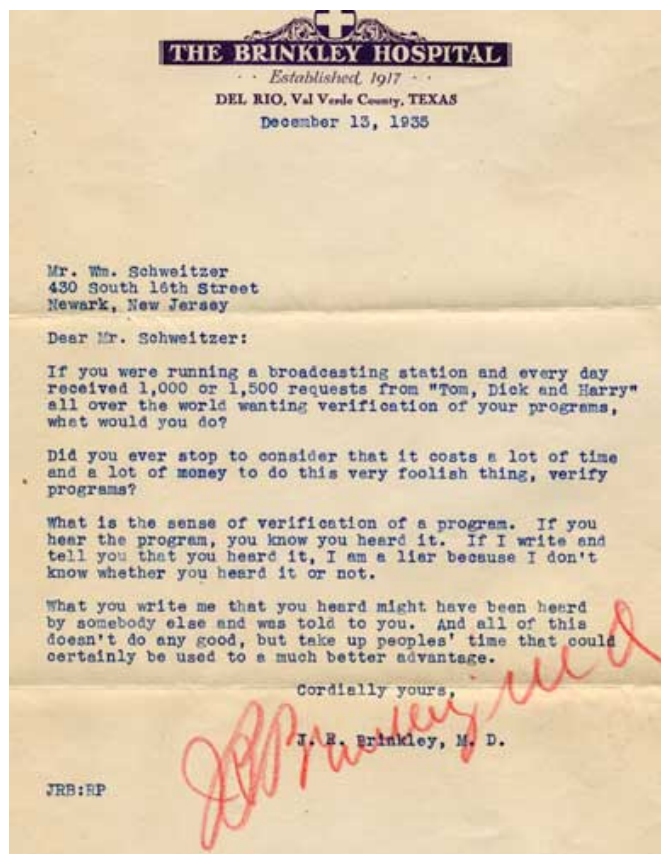 THE BRINKLEY HOSPITAL
· · Established, 1917 · ·
DEL RIO, Val Verde County, TEXAS
December 13, 1935
Mr. Wm. Schweitzer
430 South 16th Street
Newark, New Jersey
Dear Mr. Schweitzer:
If you were running a broadcasting station and every day
received 1,000 or 1,500 requests from "Tom, Dick and Harry"
all over the world wanting verification of your programs,
what would you do?
Did you ever stop to consider that it costs a lot of time
and a lot of money to do this very foolish thing, verify
programs?
What is the sense of verification of a program. If you
hear the program, you know you heard it. If I write and
tell you that you heard it, I am a liar because I don't
know whether you heard it or not.
What you write me that you heard might have been heard
by somebody else and was told to you. And all of this
doesn't do any good, but take up peoples' time that could
certainly be used to a much better advantage.
Cordially yours,
JRBrinkley md
J. R. Brinkley, M. D.
JRB:RP